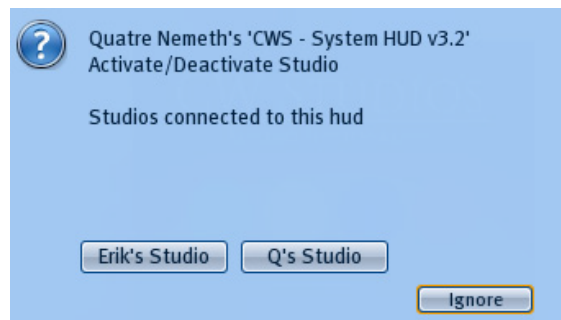 Quatre Nemeth's 'CWS - System HUD v3.2'
Activate/Deactivate Studio
Studios connected to this hud
Erik's Studio Q's Studio
Ignore